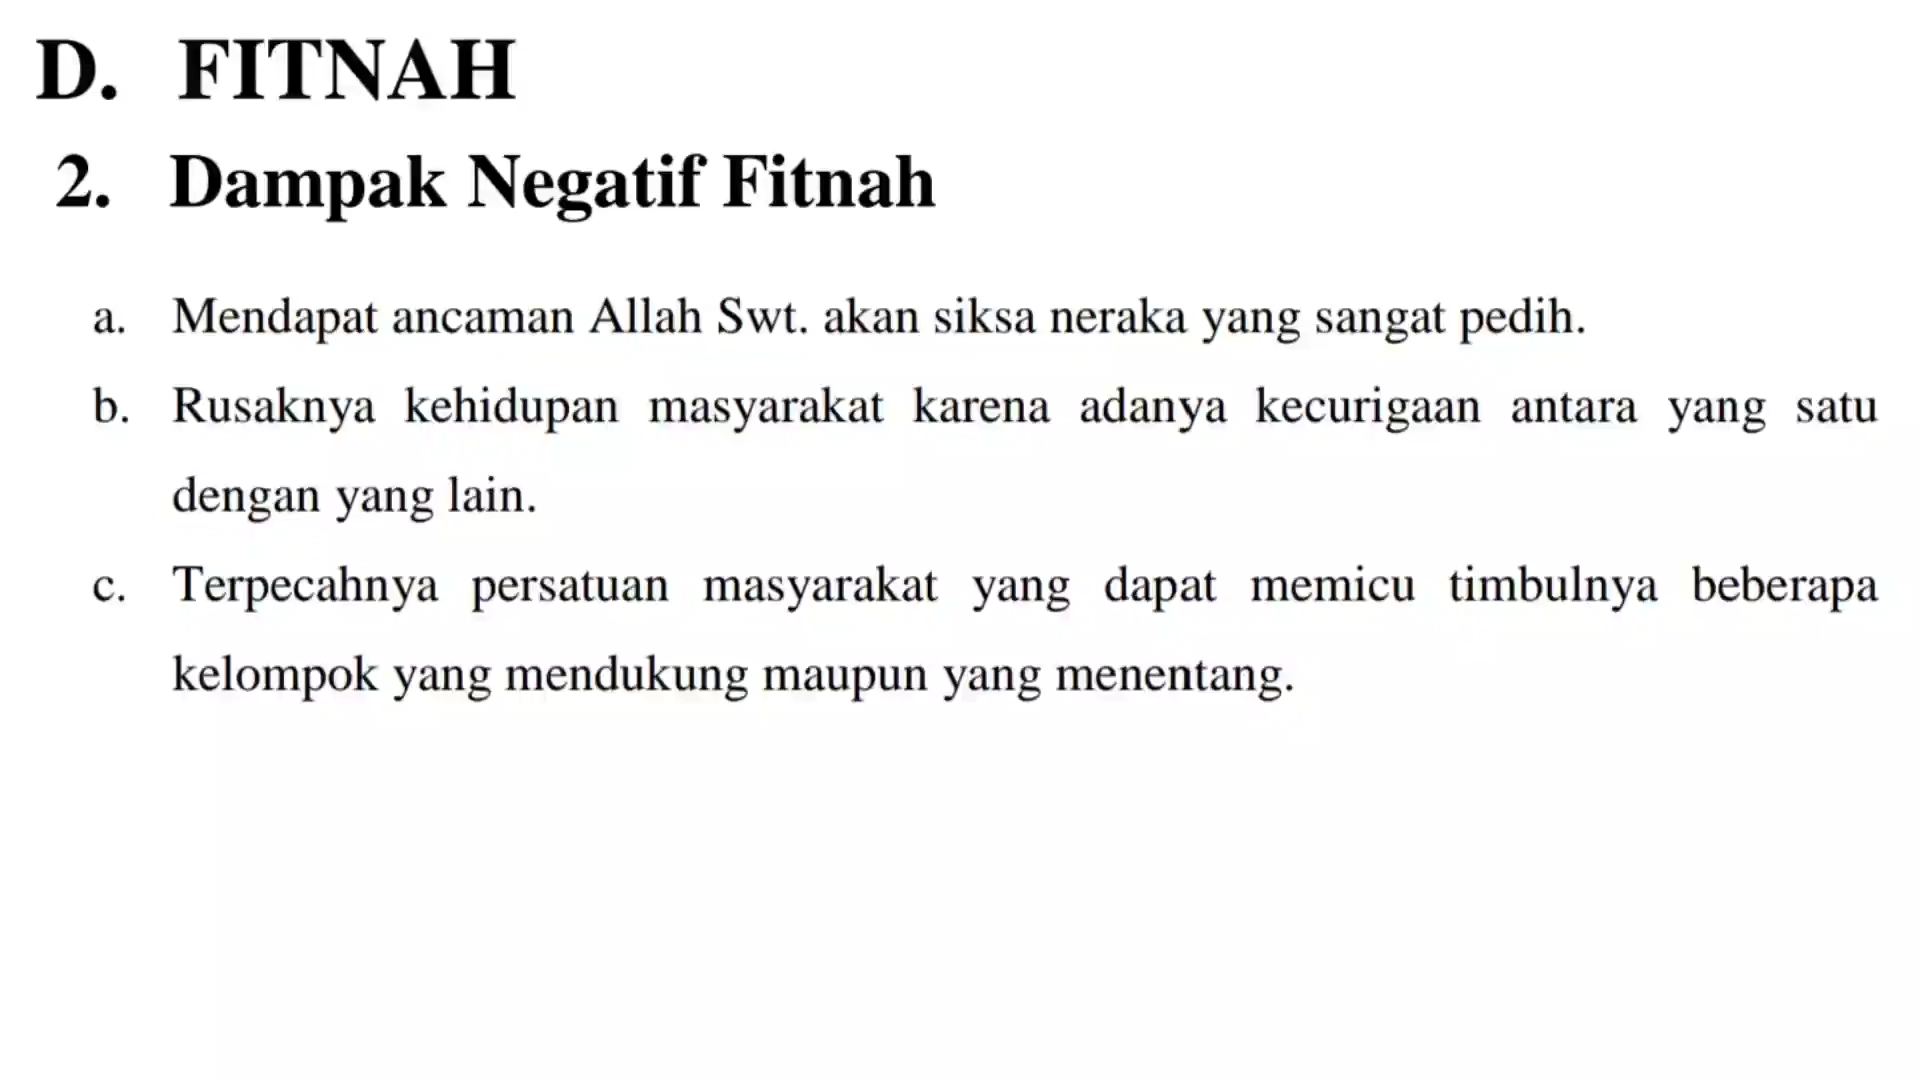 D. FITNAH
2. Dampak Negatif Fitnah
a. Mendapat ancaman Allah Swt. akan siksa neraka yang sangat pedih.
b. Rusaknya kehidupan masyarakat karena adanya kecurigaan antara yang satu
dengan yang lain.
c. Terpecahnya persatuan masyarakat yang dapat memicu timbulnya beberapa
kelompok yang mendukung maupun yang menentang.